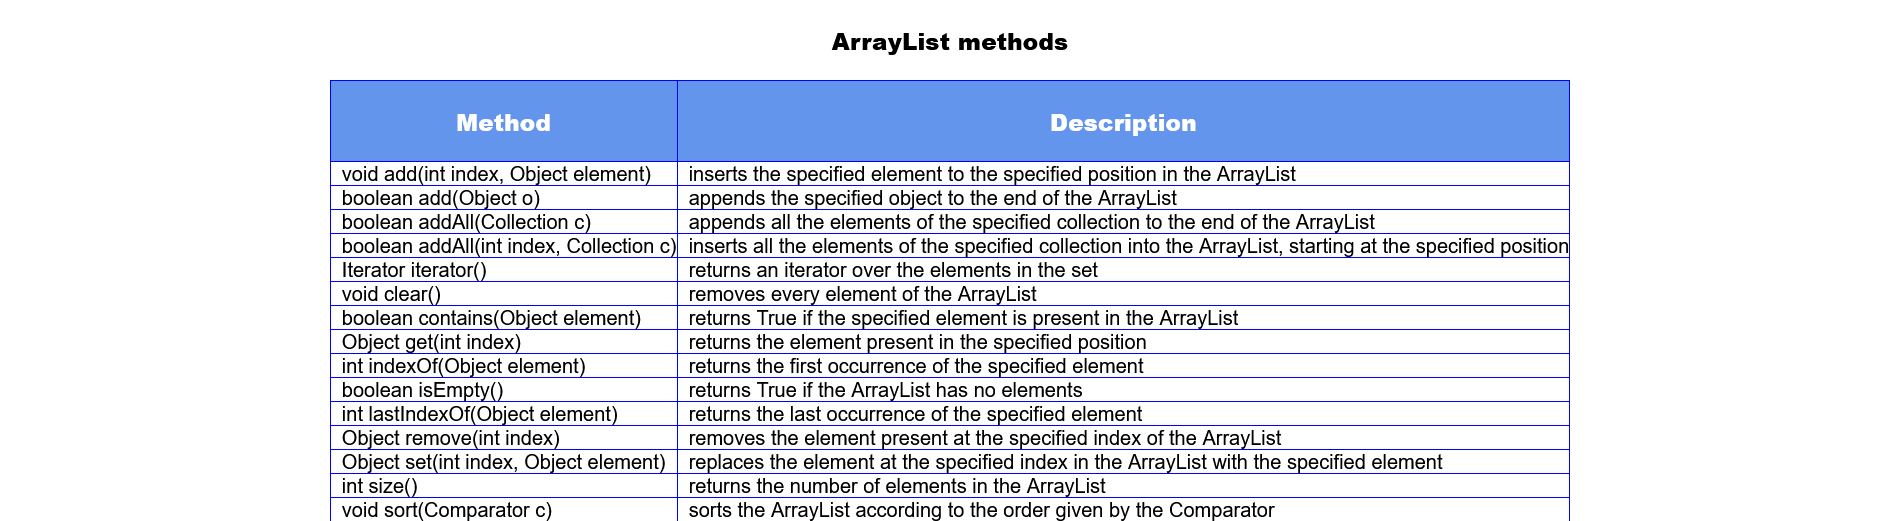 ArrayList methods
Method Description
void add(int index, Object element) inserts the specified element to the specified position in the ArrayList
boolean add(Object o) appends the specified object to the end of the ArrayList
boolean addAll(Collection c) appends all the elements of the specified collection to the end of the ArrayList
boolean addAll(int index, Collection c) inserts all the elements of the specified collection into the ArrayList, starting at the specified position
Iterator iterator() returns an iterator over the elements in the set
void clear() removes every element of the ArrayList
boolean contains(Object element) returns True if the specified element is present in the ArrayList
Object get(int index) returns the element present in the specified position
int indexOf(Object element) returns the first occurrence of the specified element
boolean isEmpty() returns True if the ArrayList has no elements
int lastIndexOf(Object element) returns the last occurrence of the specified element
Object remove(int index) removes the element present at the specified index of the ArrayList
Object set(int index, Object element) replaces the element at the specified index in the ArrayList with the specified element
int size() returns the number of elements in the ArrayList
void sort(Comparator c) sorts the ArrayList according to the order given by the Comparator